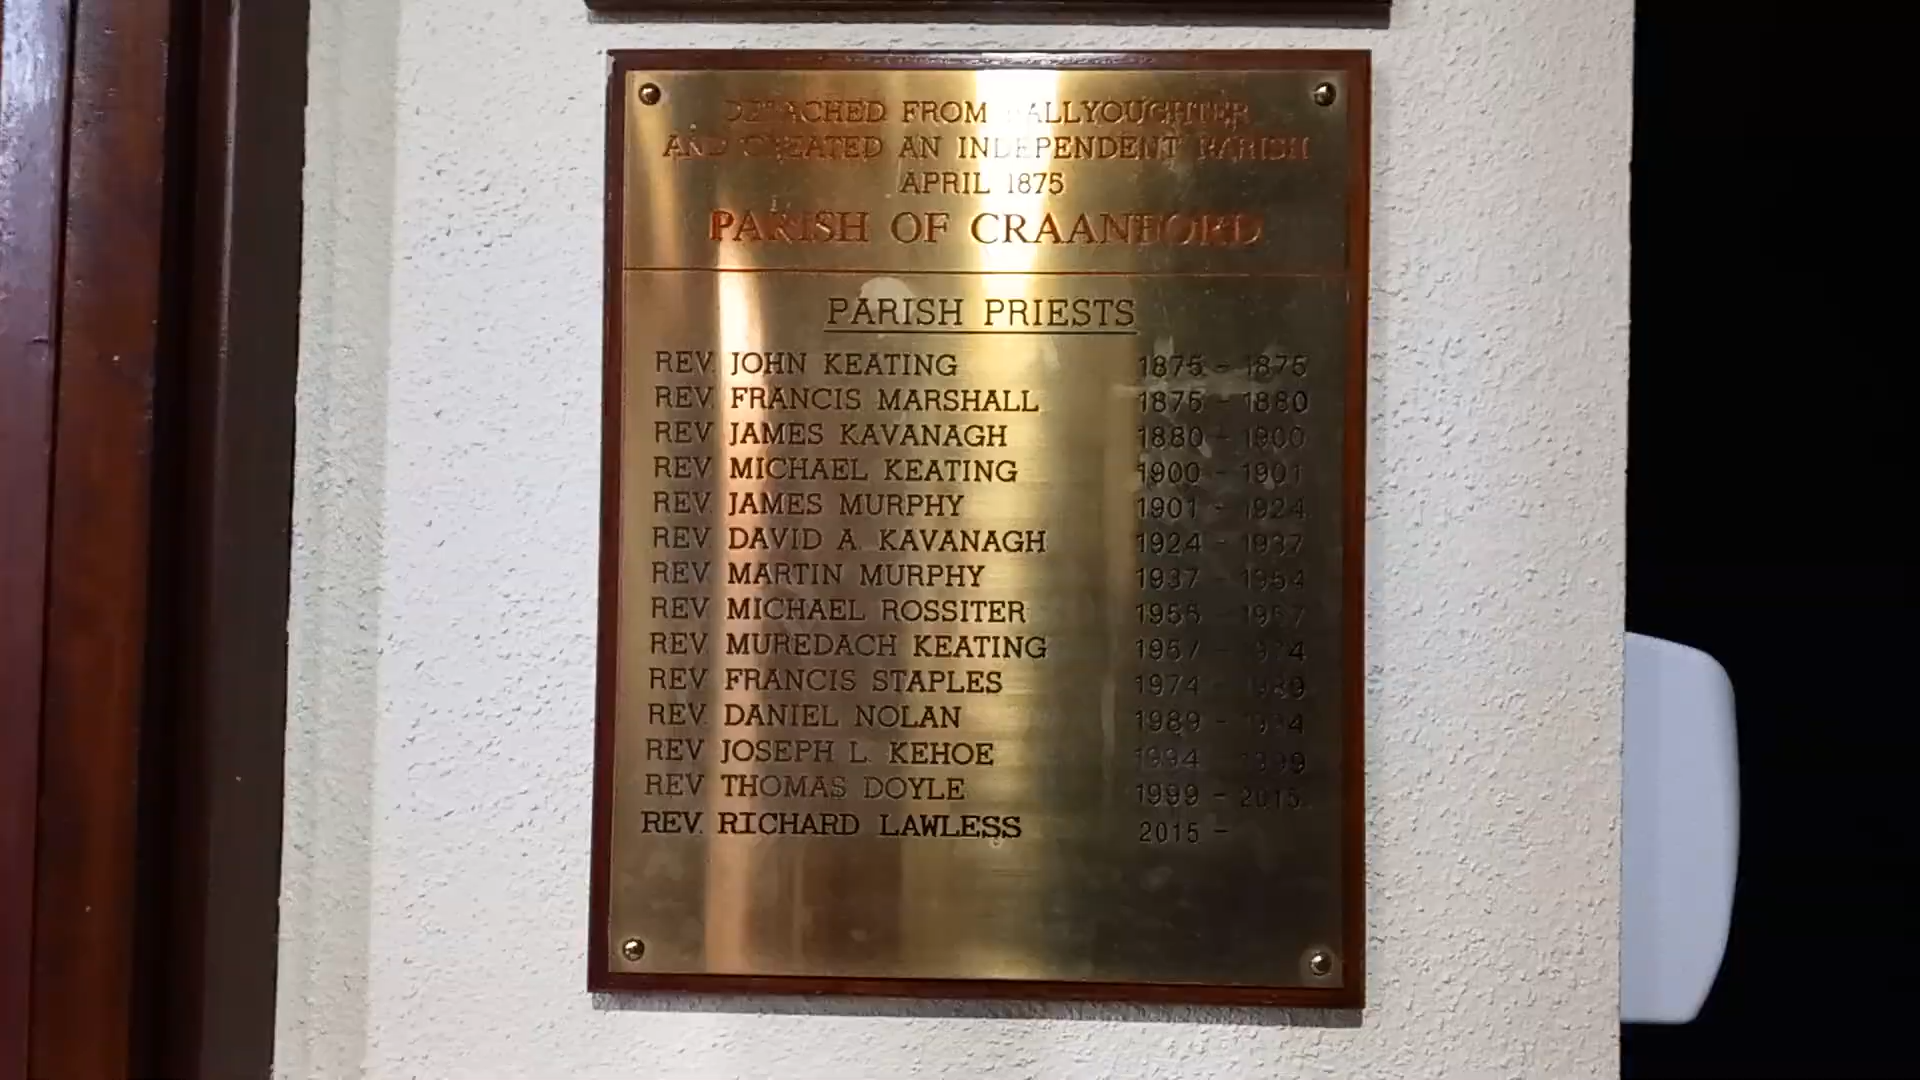 DETACHED FROM BALLYOUGHTER
AND CREATED AN INDEPENDENT PARISH
APRIL 1875
PARISH OF CRAANFORD
PARISH PRIESTS
REV. JOHN KEATING 1875 - 1875
REV. FRANCIS MARSHALL 1875 - 1880
REV. JAMES KAVANAGH 1880 - 1900
REV. MICHAEL KEATING 1900 - 1901
REV. JAMES MURPHY 1901 - 1924
REV. DAVID A. KAVANAGH 1924 - 1937
REV. MARTIN MURPHY 1937 - 1954
REV. MICHAEL ROSSITER 1955 - 1957
REV. MUREDACH KEATING 1957 - 1974
REV. FRANCIS STAPLES 1974 - 1989
REV. DANIEL NOLAN 1989 - 1994
REV. JOSEPH L. KEHOE 1994 - 1999
REV. THOMAS DOYLE 1999 - 2015
REV. RICHARD LAWLESS 2015 -